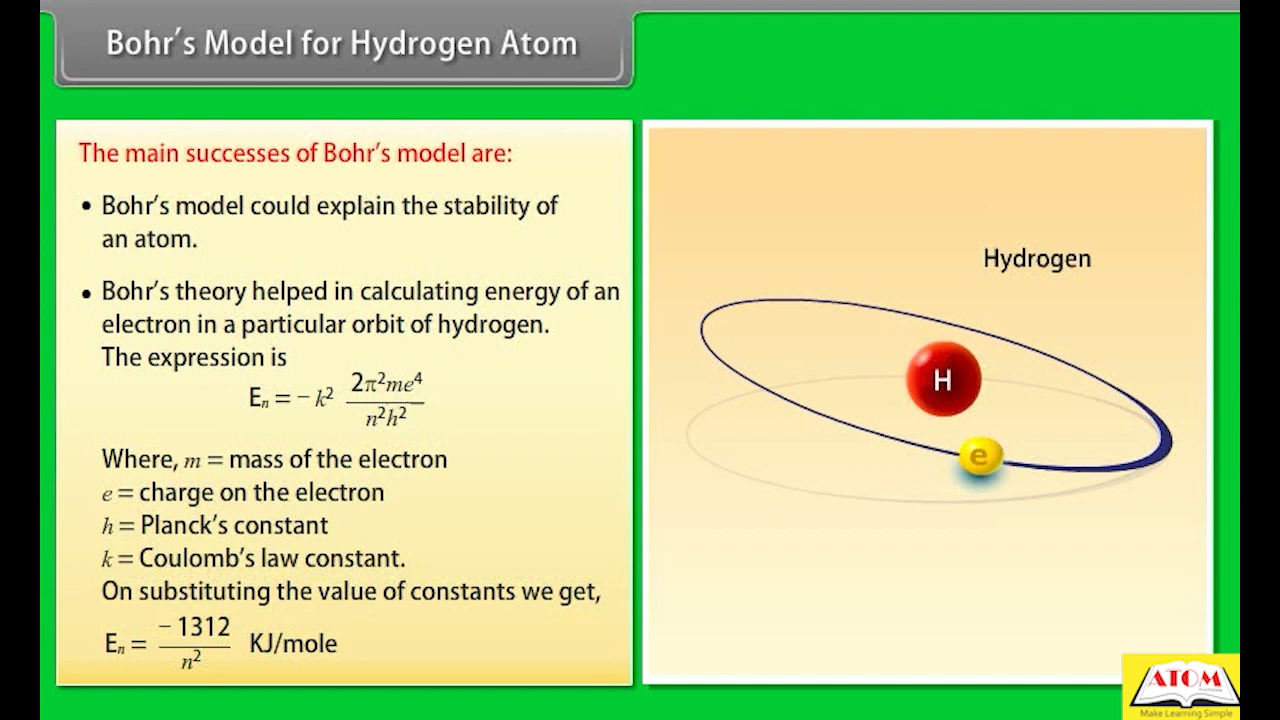 Bohr's Model for Hydrogen Atom
The main successes of Bohr's model are:
• Bohr's model could explain the stability of
an atom.
• Bohr's theory helped in calculating energy of an
electron in a particular orbit of hydrogen.
The expression is
Eₙ = − k² 2π²me⁴ / n²h²
Where, m = mass of the electron
e = charge on the electron
h = Planck's constant
k = Coulomb's law constant.
On substituting the value of constants we get,
Eₙ = − 1312 / n² KJ/mole
Hydrogen
H
e
ATOM
Make Learning Simple